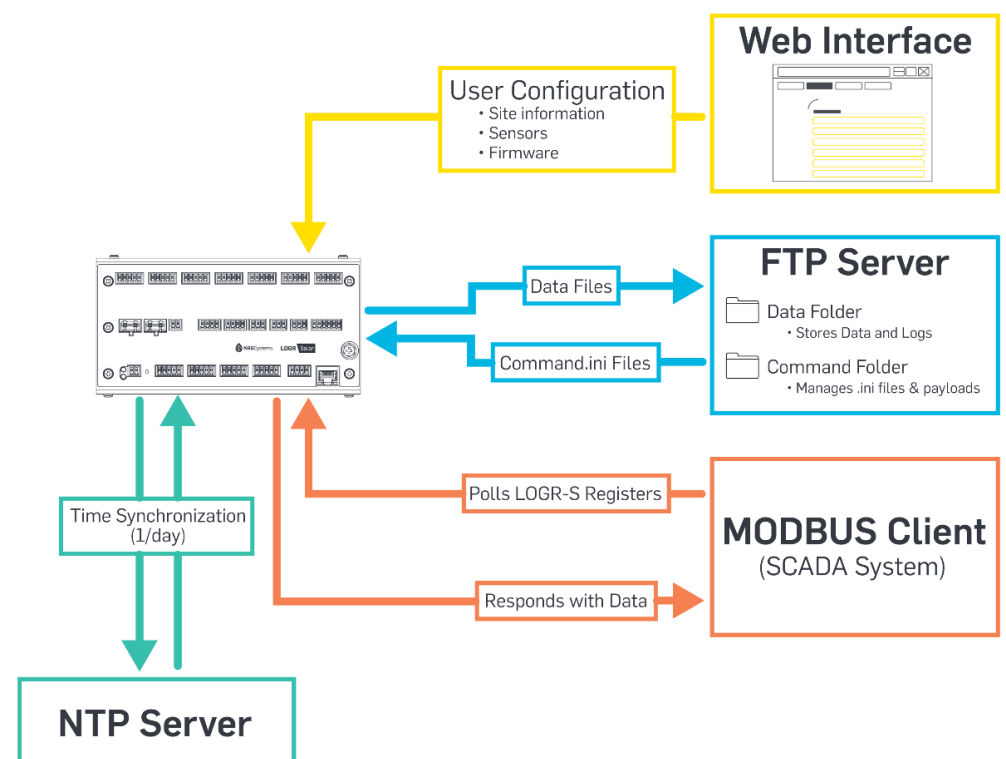 Web Interface
User Configuration
• Site information
• Sensors
• Firmware
FTP Server
Data Files
Data Folder
• Stores Data and Logs
Command.ini Files
Command Folder
• Manages .ini files & payloads
NRGSystems LOGR Solar
Polls LOGR-S Registers
Time Synchronization
(1/day)
MODBUS Client
(SCADA System)
Responds with Data
NTP Server